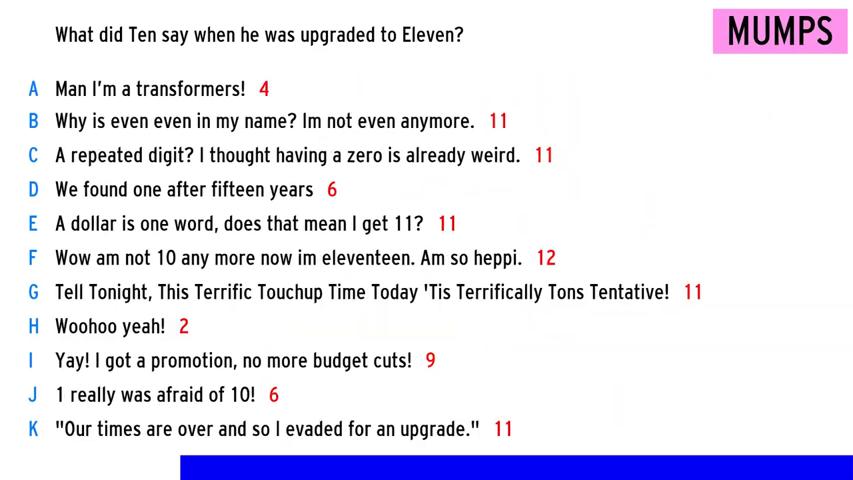 What did Ten say when he was upgraded to Eleven?
MUMPS
A Man I'm a transformers! 4
B Why is even even in my name? Im not even anymore. 11
C A repeated digit? I thought having a zero is already weird. 11
D We found one after fifteen years 6
E A dollar is one word, does that mean I get 11? 11
F Wow am not 10 any more now im eleventeen. Am so heppi. 12
G Tell Tonight, This Terrific Touchup Time Today 'Tis Terrifically Tons Tentative! 11
H Woohoo yeah! 2
I Yay! I got a promotion, no more budget cuts! 9
J 1 really was afraid of 10! 6
K "Our times are over and so I evaded for an upgrade." 11